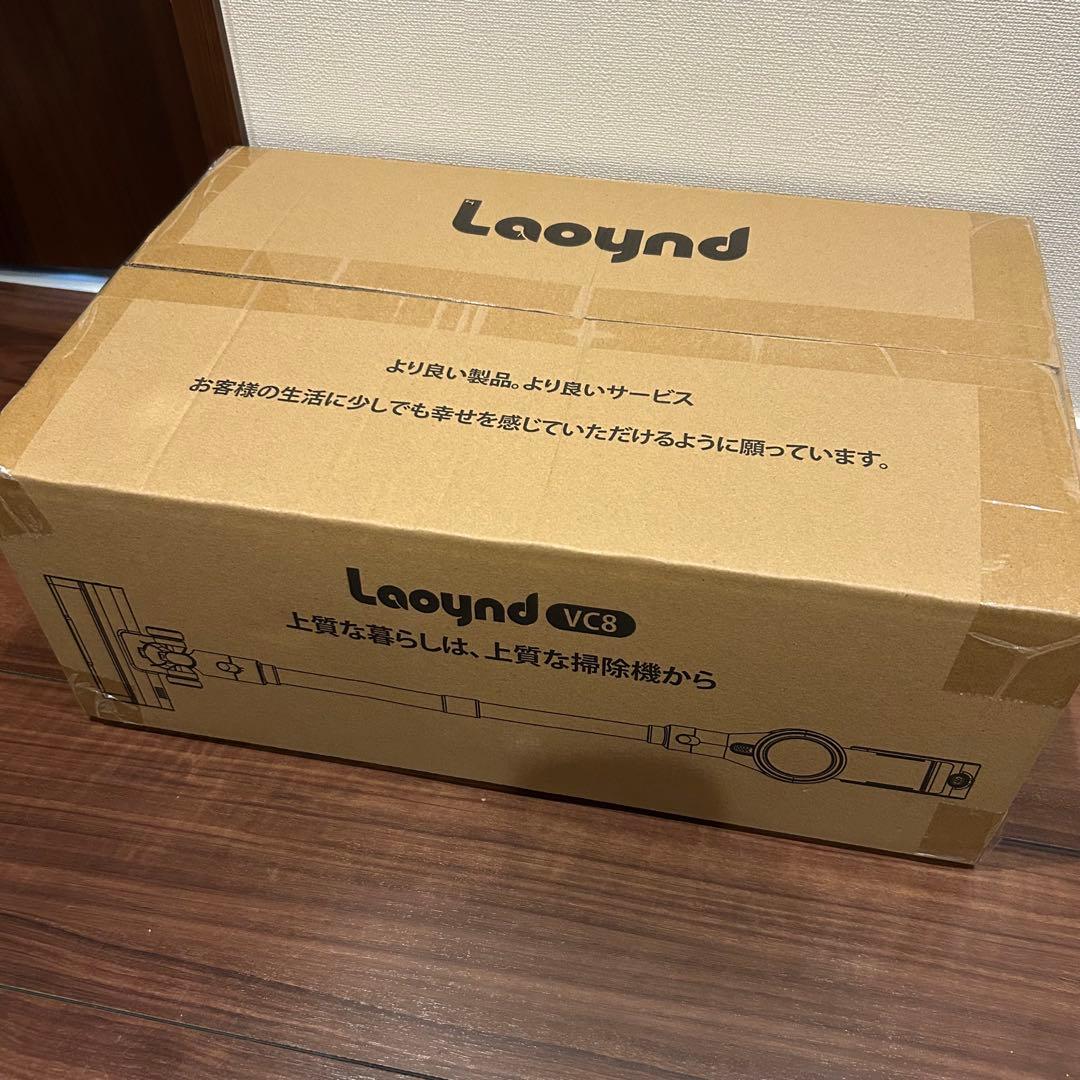 Laoynd
より良い製品。より良いサービス
お客様の生活に少しでも幸せを感じていただけるように願っています。
Laoynd VC8
上質な暮らしは、上質な掃除機から